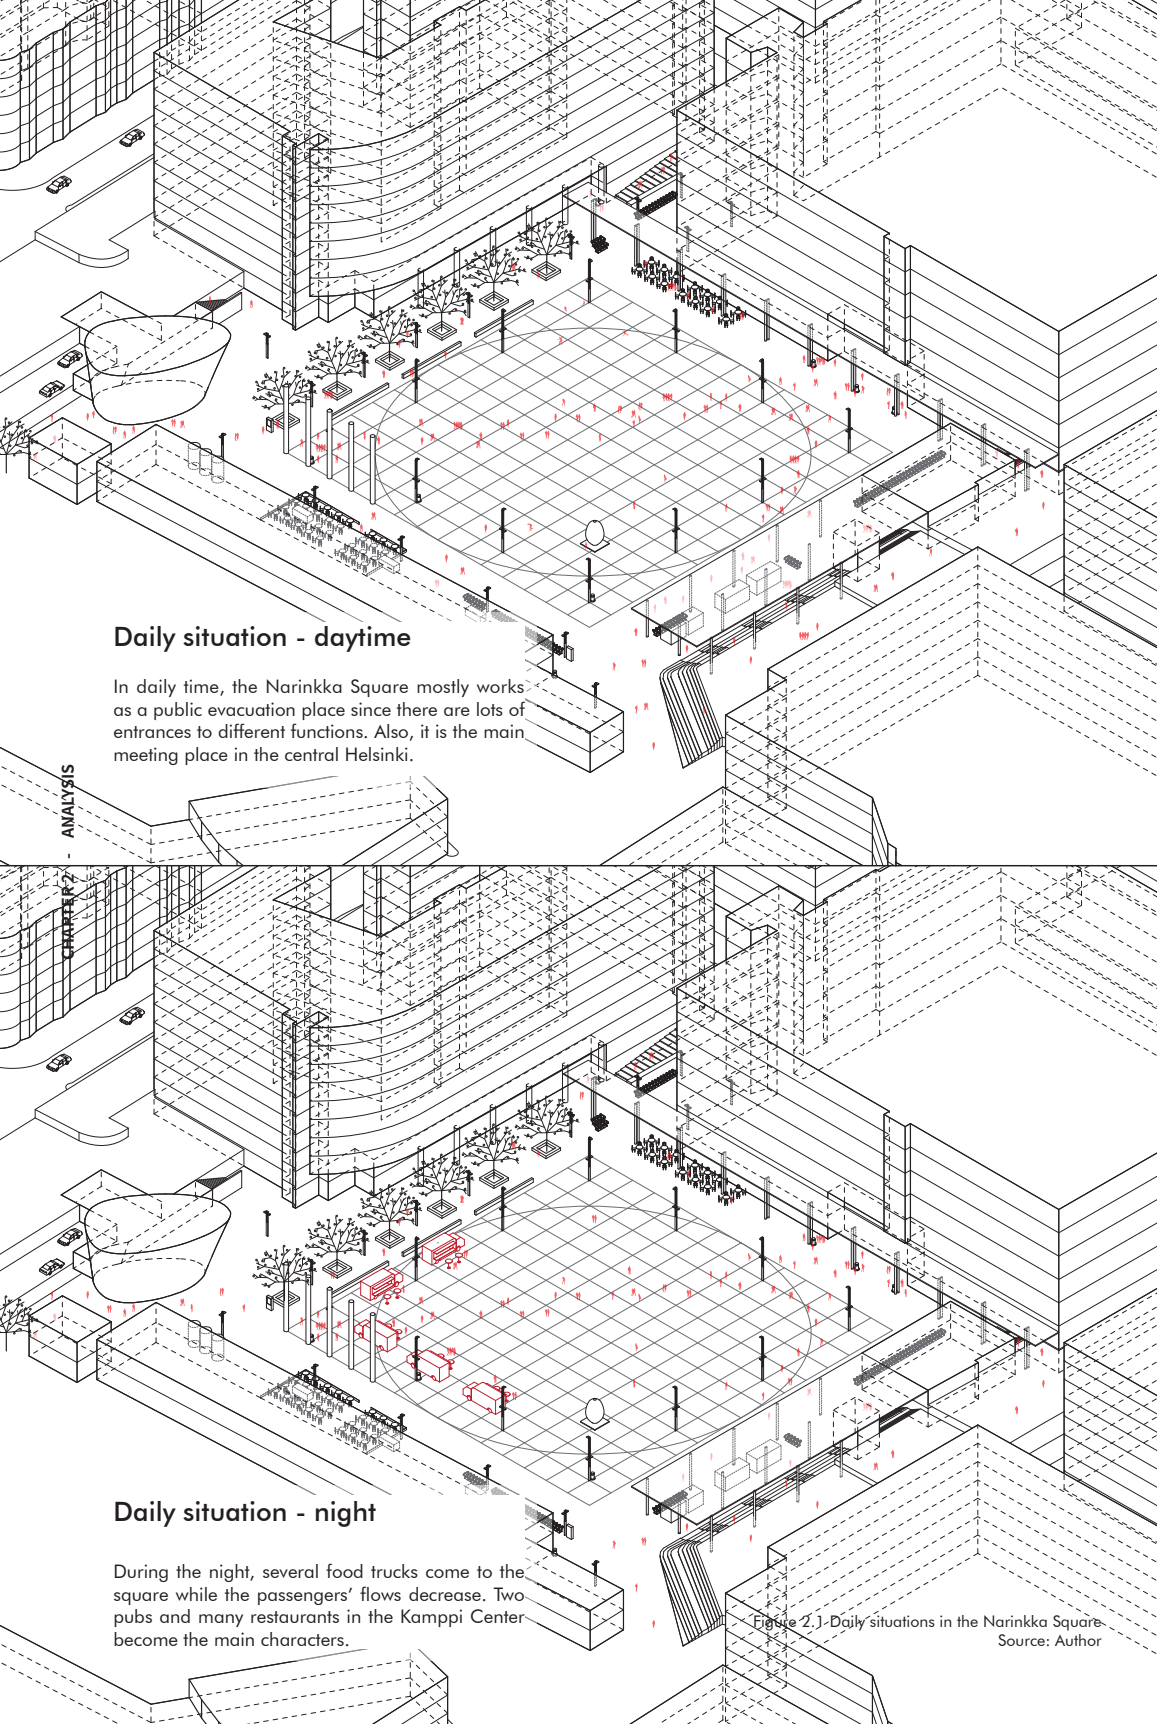 Daily situation - daytime
In daily time, the Narinkka Square mostly works
as a public evacuation place since there are lots of
entrances to different functions. Also, it is the main
meeting place in the central Helsinki.
CHAPTER 2 - ANALYSIS
Daily situation - night
During the night, several food trucks come to the
square while the passengers’ flows decrease. Two
pubs and many restaurants in the Kamppi Center
become the main characters.
Figure 2.1 Daily situations in the Narinkka Square
Source: Author